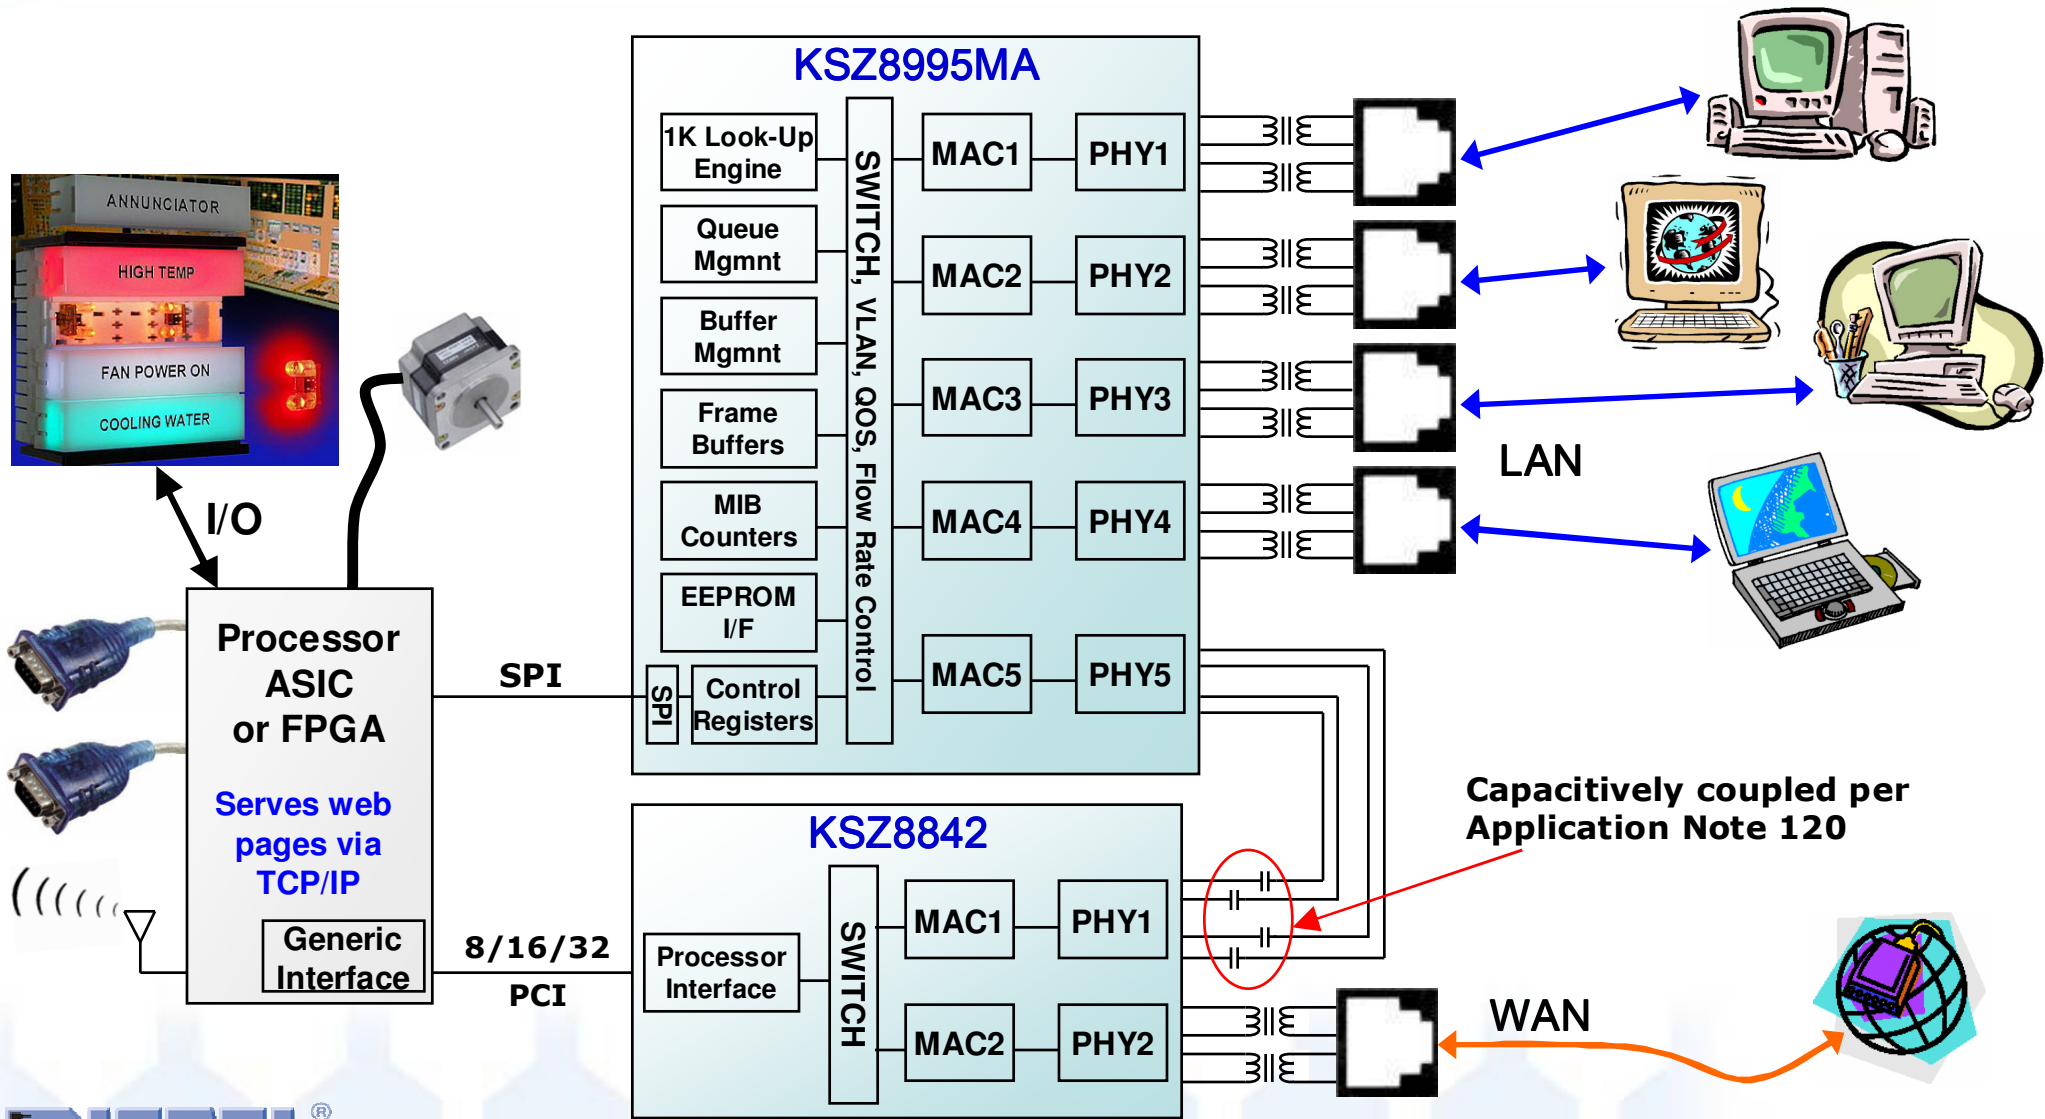 KSZ8995MA
1K Look-Up
Engine
Queue
Mgmnt
Buffer
Mgmnt
Frame
Buffers
MIB
Counters
EEPROM
I/F
SPI
Control
Registers
SWITCH, VLAN, QOS, Flow Rate Control
MAC1
PHY1
MAC2
PHY2
MAC3
PHY3
MAC4
PHY4
MAC5
PHY5
LAN
ANNUNCIATOR
HIGH TEMP
FAN POWER ON
COOLING WATER
I/O
Processor
ASIC
or FPGA
Serves web
pages via
TCP/IP
Generic
Interface
SPI
8/16/32
PCI
KSZ8842
Processor
Interface
SWITCH
MAC1
PHY1
MAC2
PHY2
Capacitively coupled per
Application Note 120
WAN
®